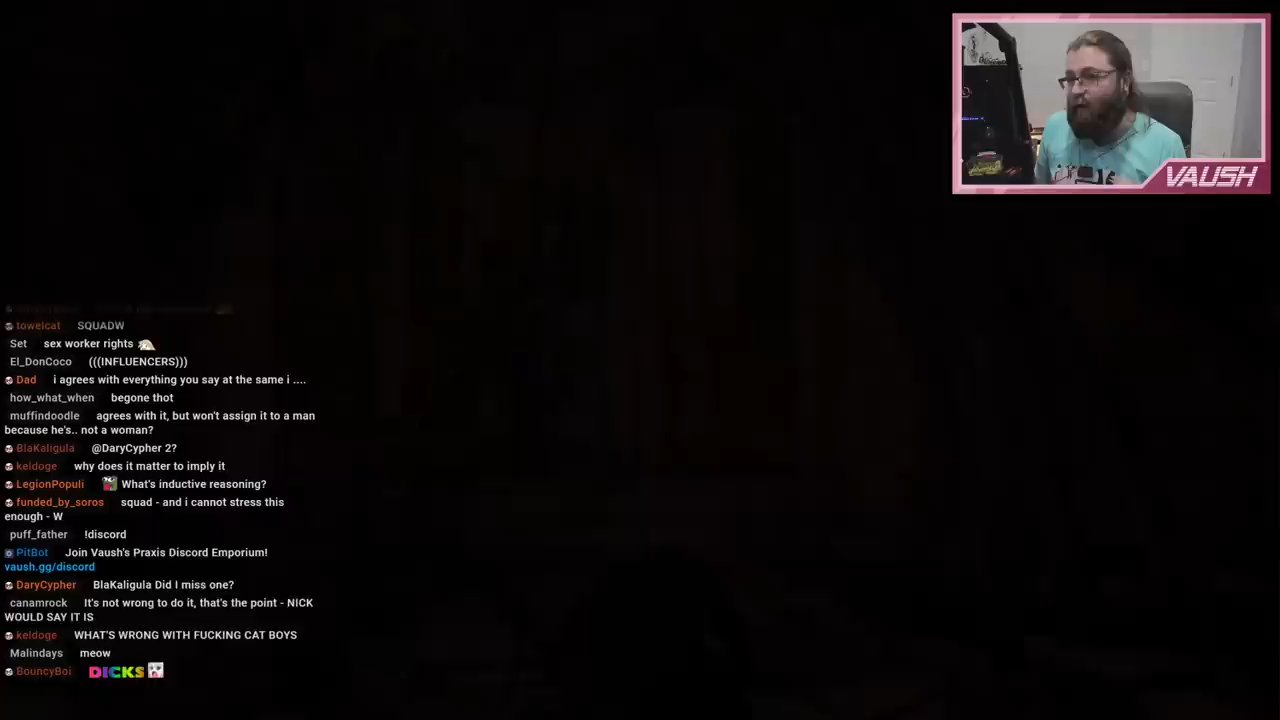 VAUSH
towelcat SQUADW
Set sex worker rights
El_DonCoco (((INFLUENCERS)))
Dad i agrees with everything you say at the same i ....
how_what_when begone thot
muffindoodle agrees with it, but won't assign it to a man
because he's.. not a woman?
BlaKaligula @DaryCypher 2?
keldoge why does it matter to imply it
LegionPopuli What's inductive reasoning?
funded_by_soros squad - and i cannot stress this
enough - W
puff_father !discord
PitBot Join Vaush's Praxis Discord Emporium!
vaush.gg/discord
DaryCypher BlaKaligula Did I miss one?
canamrock It's not wrong to do it, that's the point - NICK
WOULD SAY IT IS
keldoge WHAT'S WRONG WITH FUCKING CAT BOYS
Malindays meow
BouncyBoi DICKS